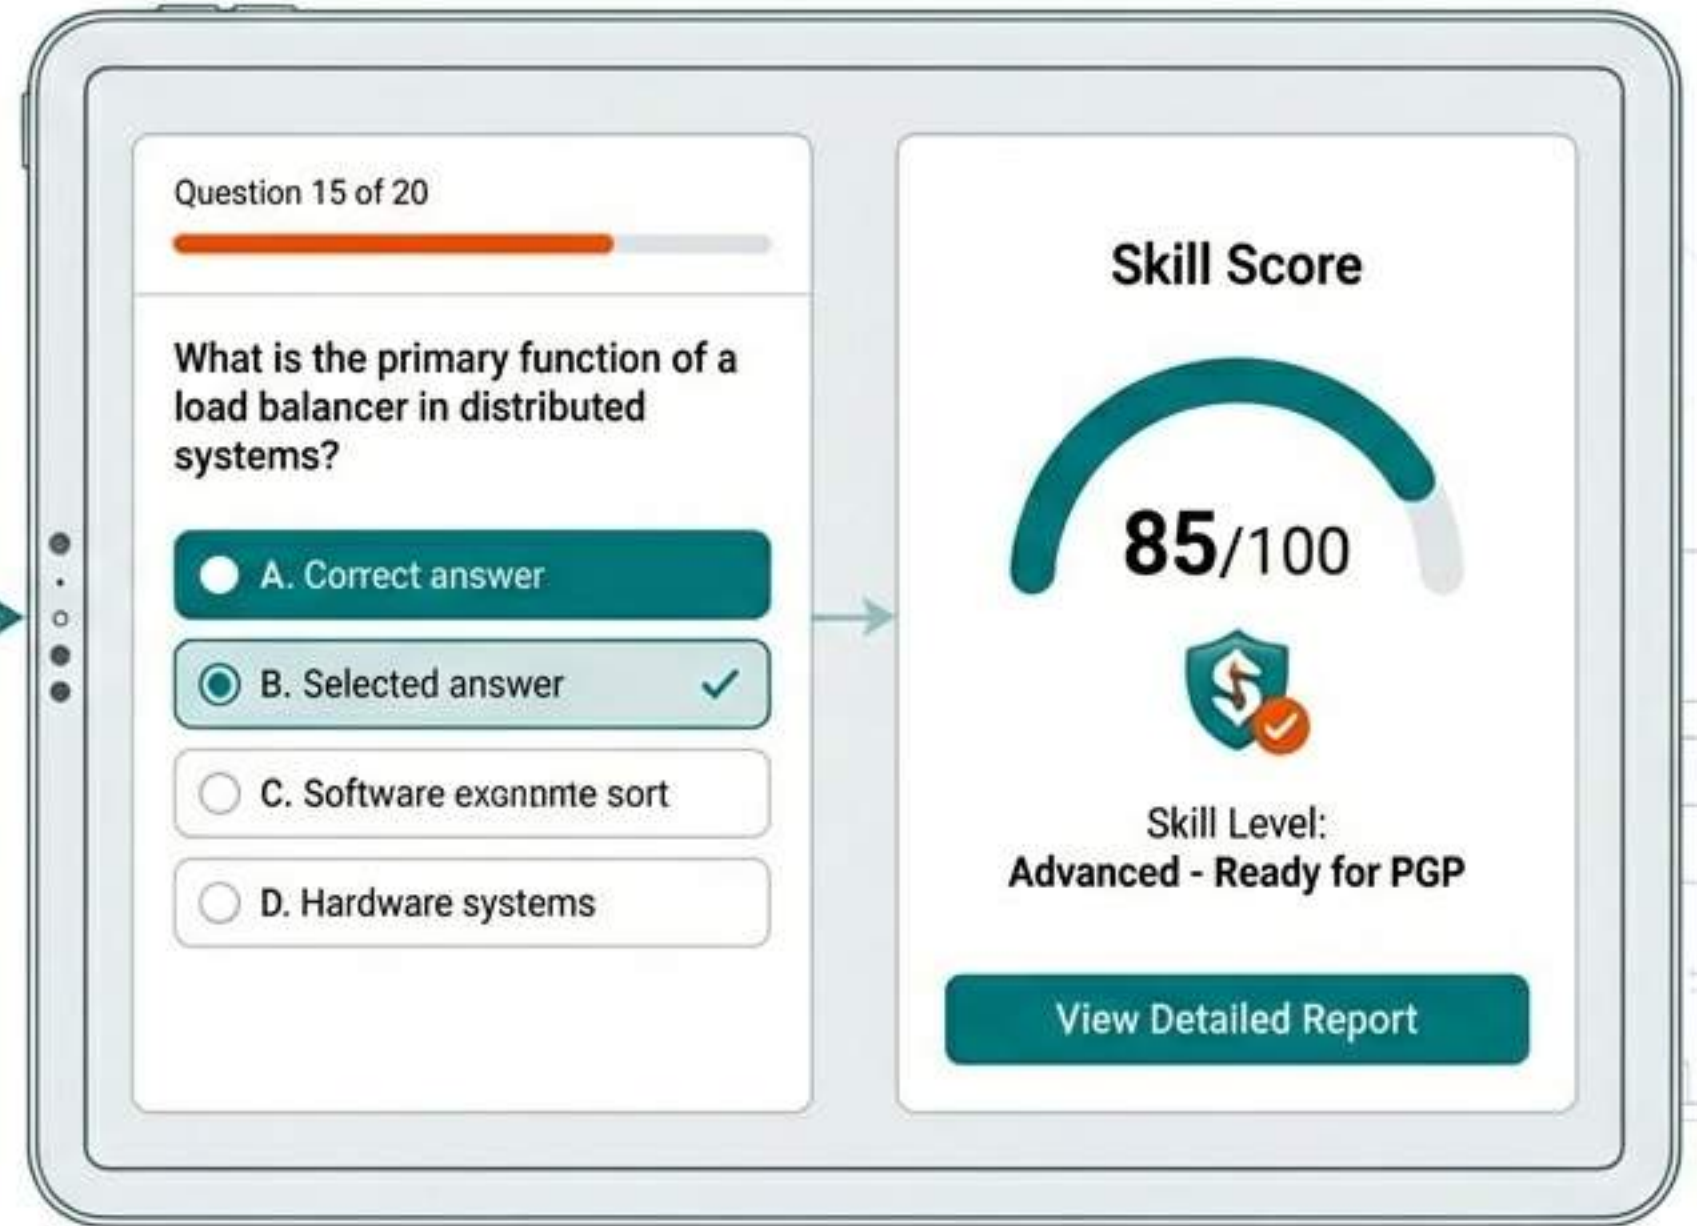 Question 15 of 20
What is the primary function of a
load balancer in distributed
systems?
A. Correct answer
B. Selected answer
C. Software sort
D. Hardware systems
Skill Score
85/100
Skill Level:
Advanced - Ready for PGP
View Detailed Report